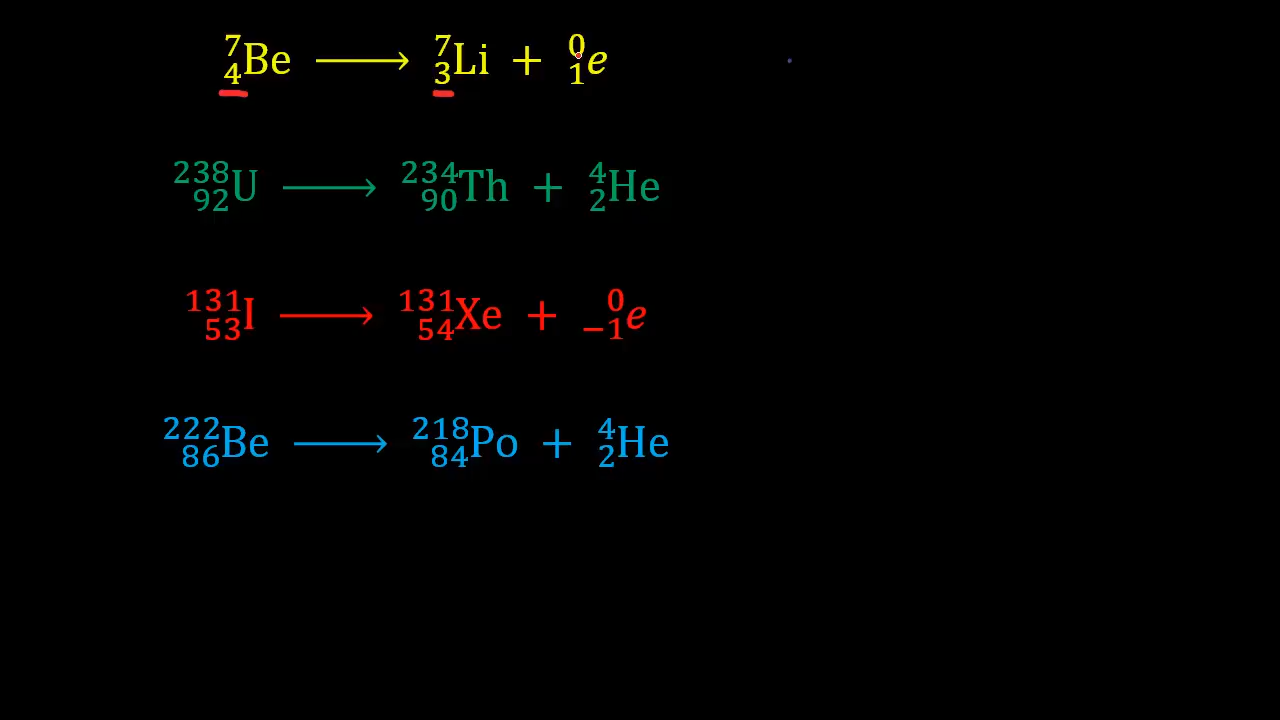 ⁷₄Be ⟶ ⁷₃Li + ⁰₁e
²³⁸₉₂U ⟶ ²³⁴₉₀Th + ⁴₂He
¹³¹₅₃I ⟶ ¹³¹₅₄Xe + ⁰₋₁e
²²²₈₆Be ⟶ ²¹⁸₈₄Po + ⁴₂He